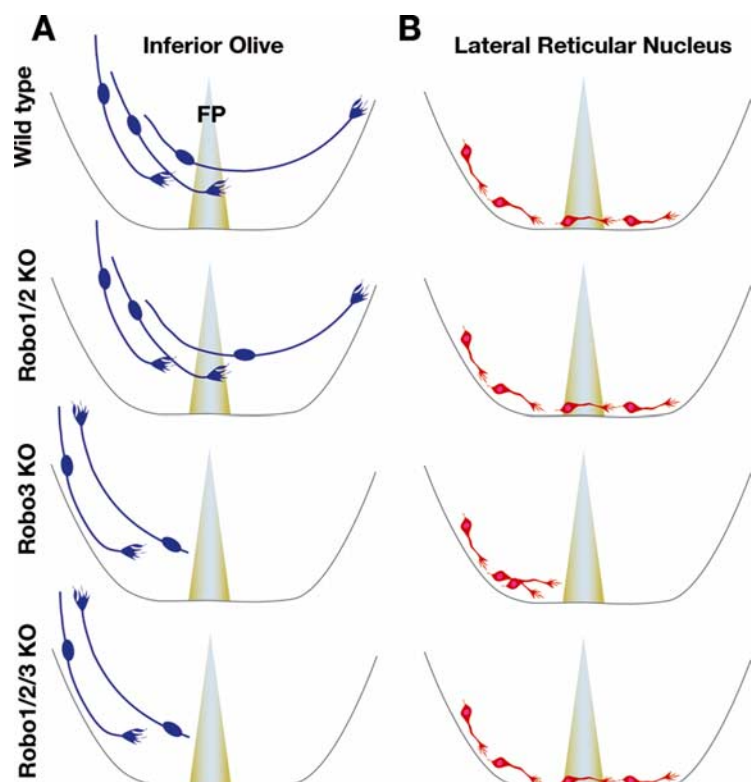 A
Inferior Olive
B
Lateral Reticular Nucleus
Wild type
FP
Robo1/2 KO
Robo3 KO
Robo1/2/3 KO